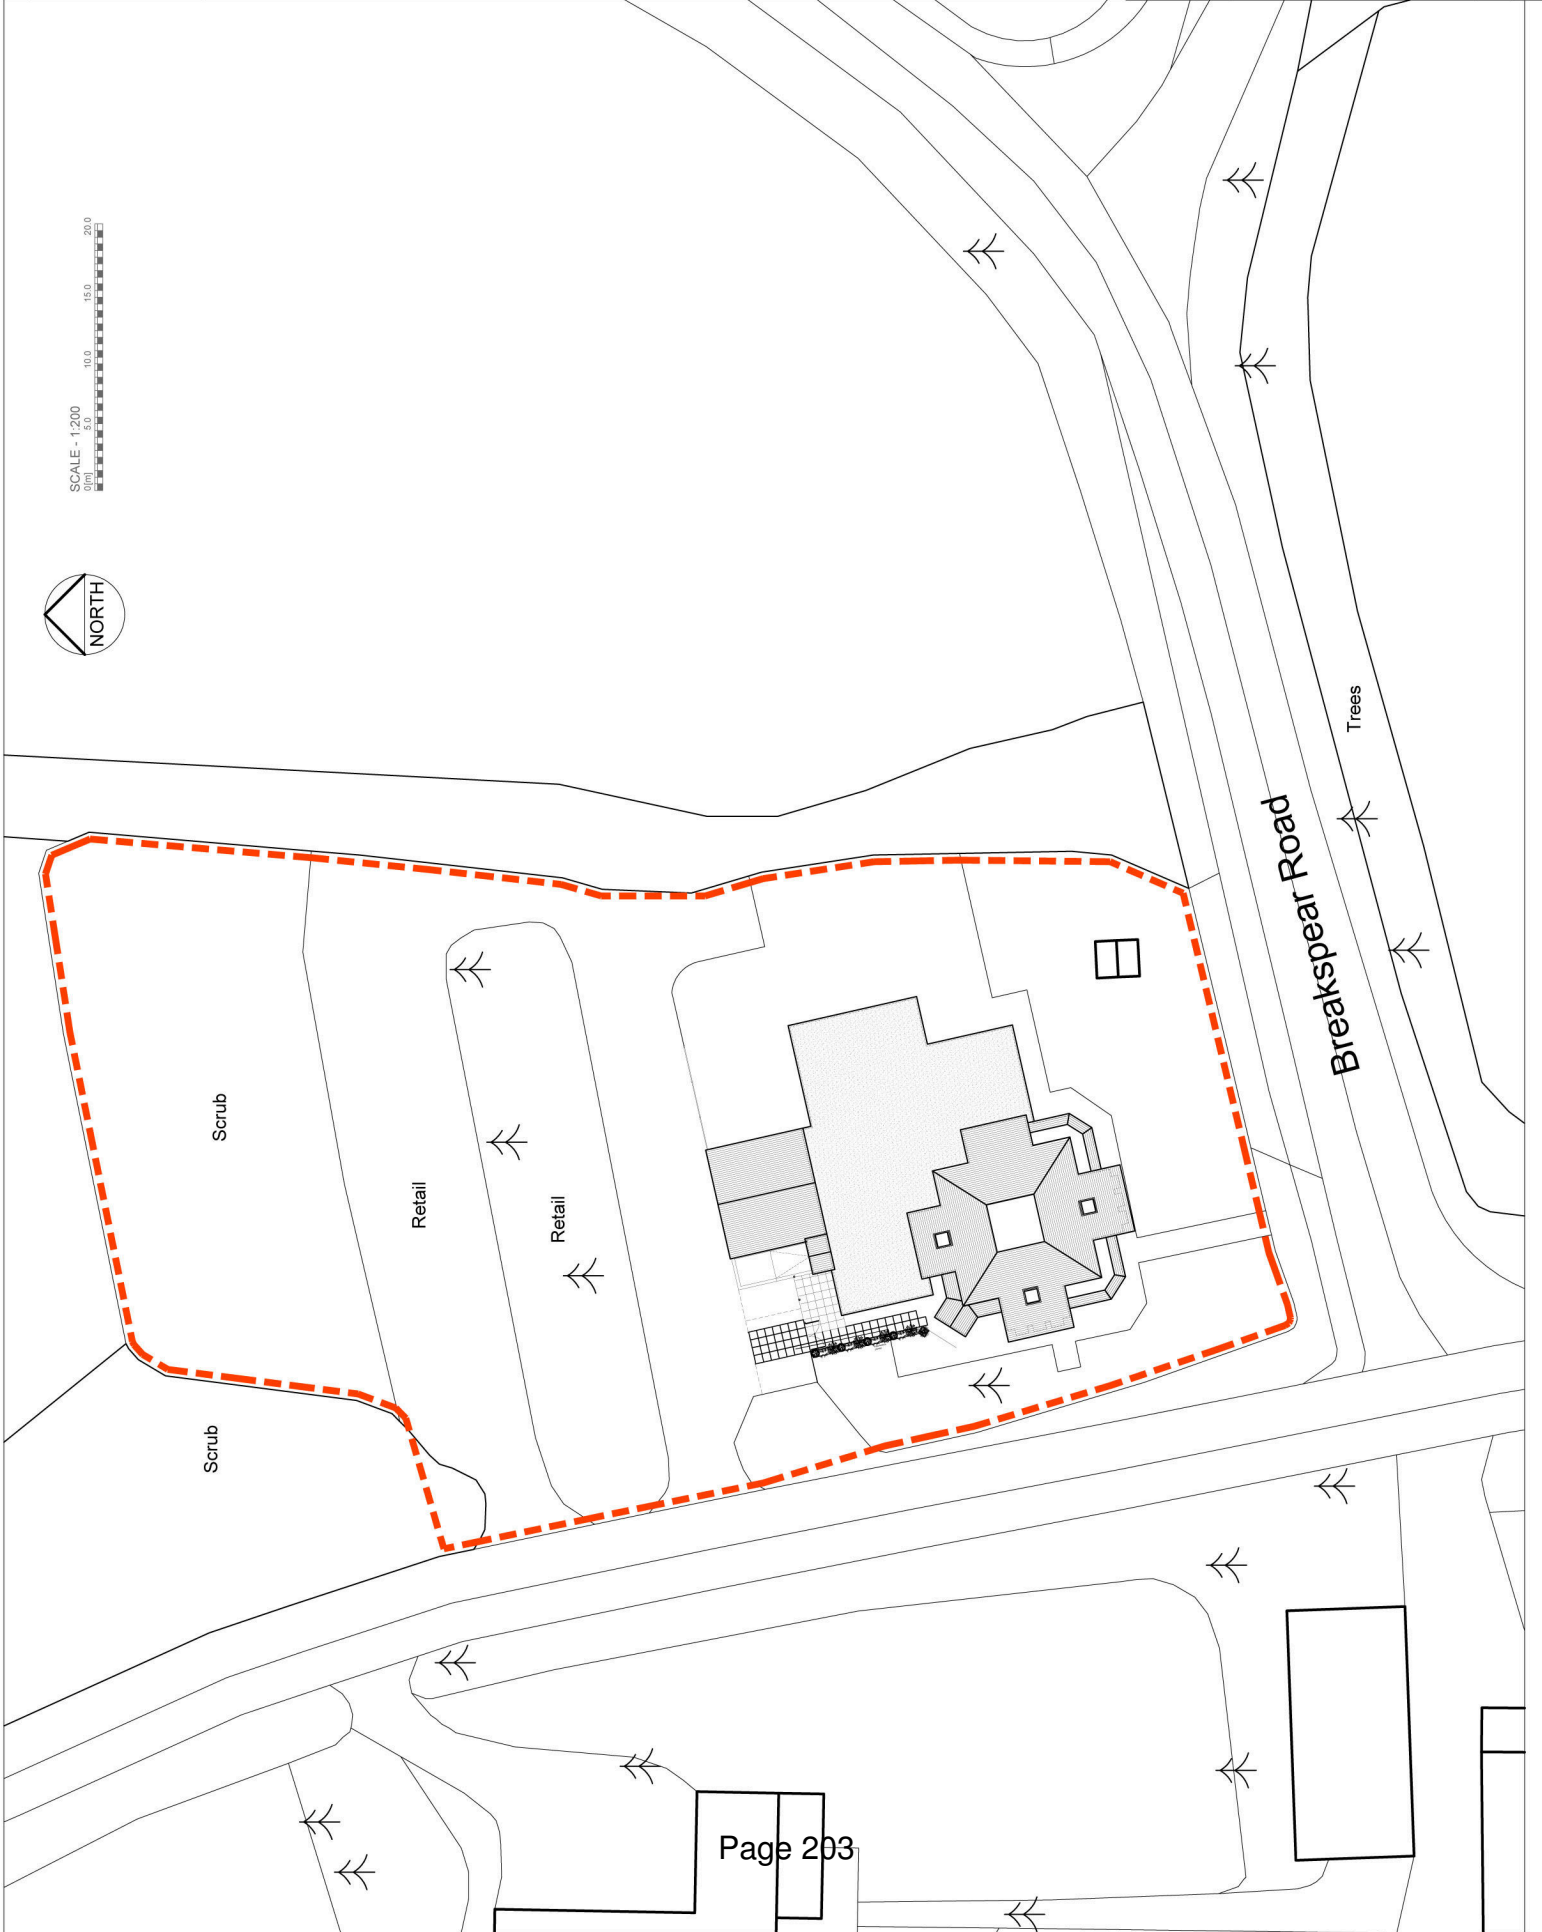 SCALE - 1:200
0[m] 5.0 10.0 15.0 20.0
NORTH
Scrub
Scrub
Retail
Retail
Trees
Breakspear Road
Page 203